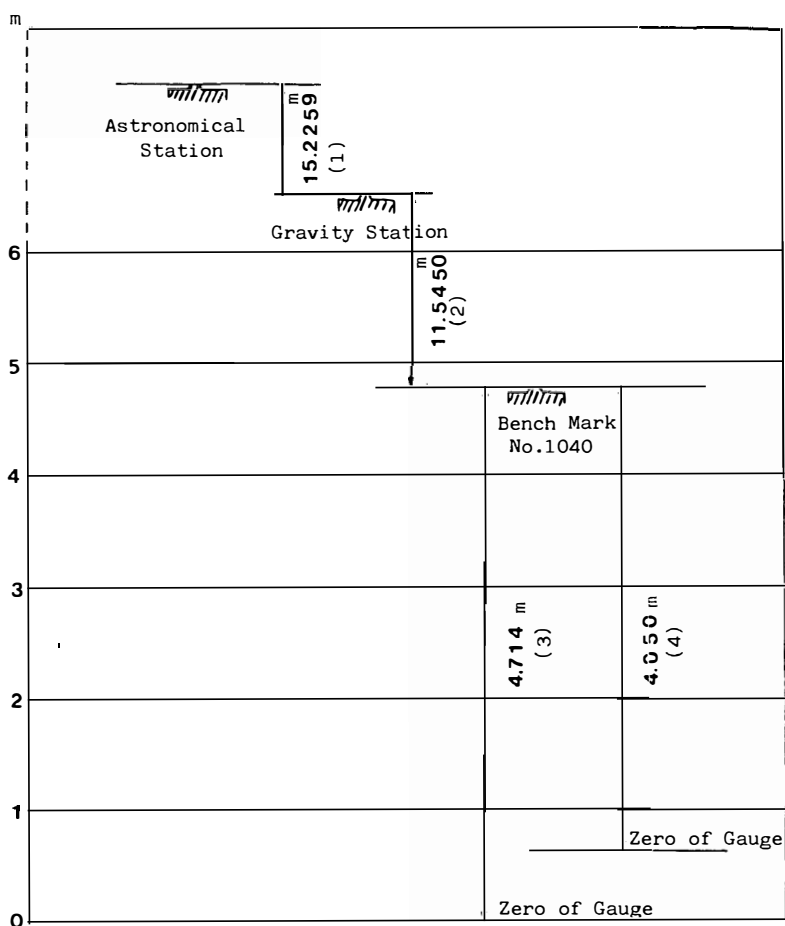 m
Astronomical
Station
15.2259 m
(1)
Gravity Station
6
11.5450 m
(2)
5
Bench Mark
No.1040
4
3
4.714 m
(3)
4.050 m
(4)
2
1
Zero of Gauge
Zero of Gauge
0